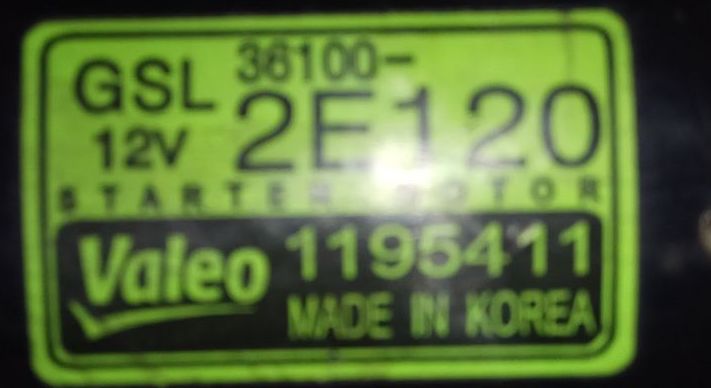 GSL 36100-
12V 2E120
STARTER MOTOR
Valeo 1195411
MADE IN KOREA